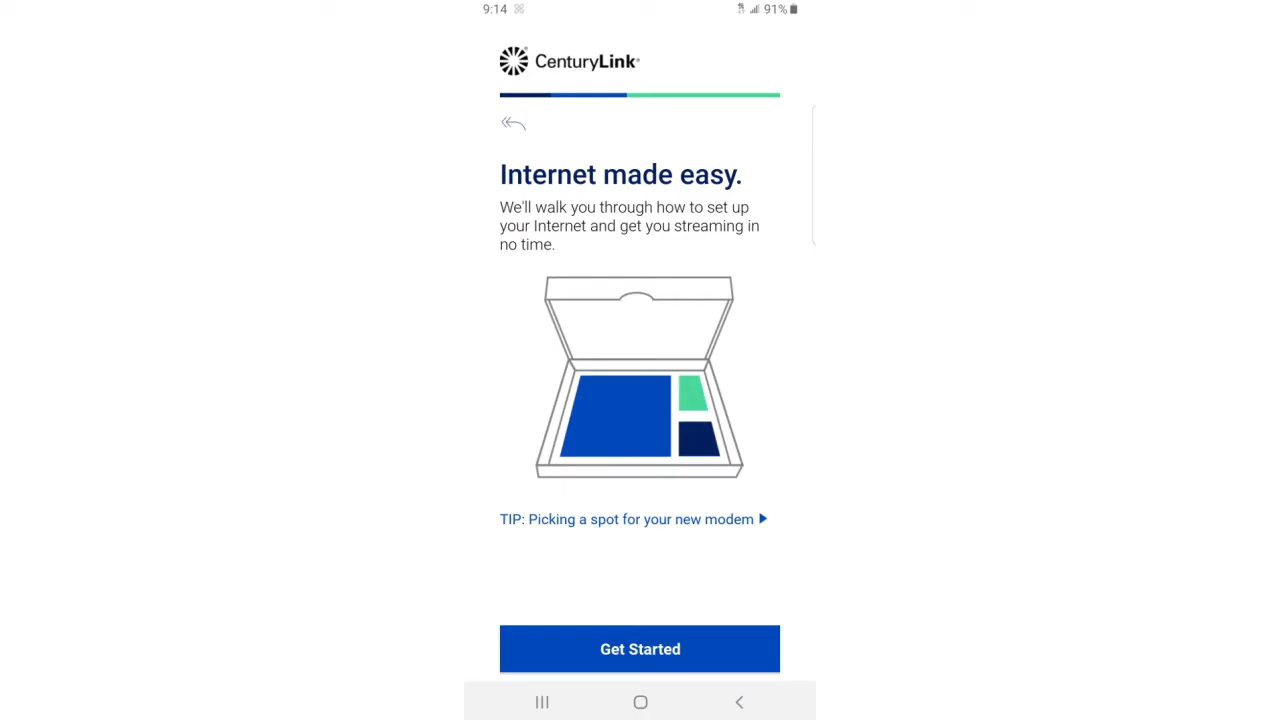 9:14 91%
CenturyLink®
Internet made easy.
We'll walk you through how to set up
your Internet and get you streaming in
no time.
TIP: Picking a spot for your new modem
Get Started